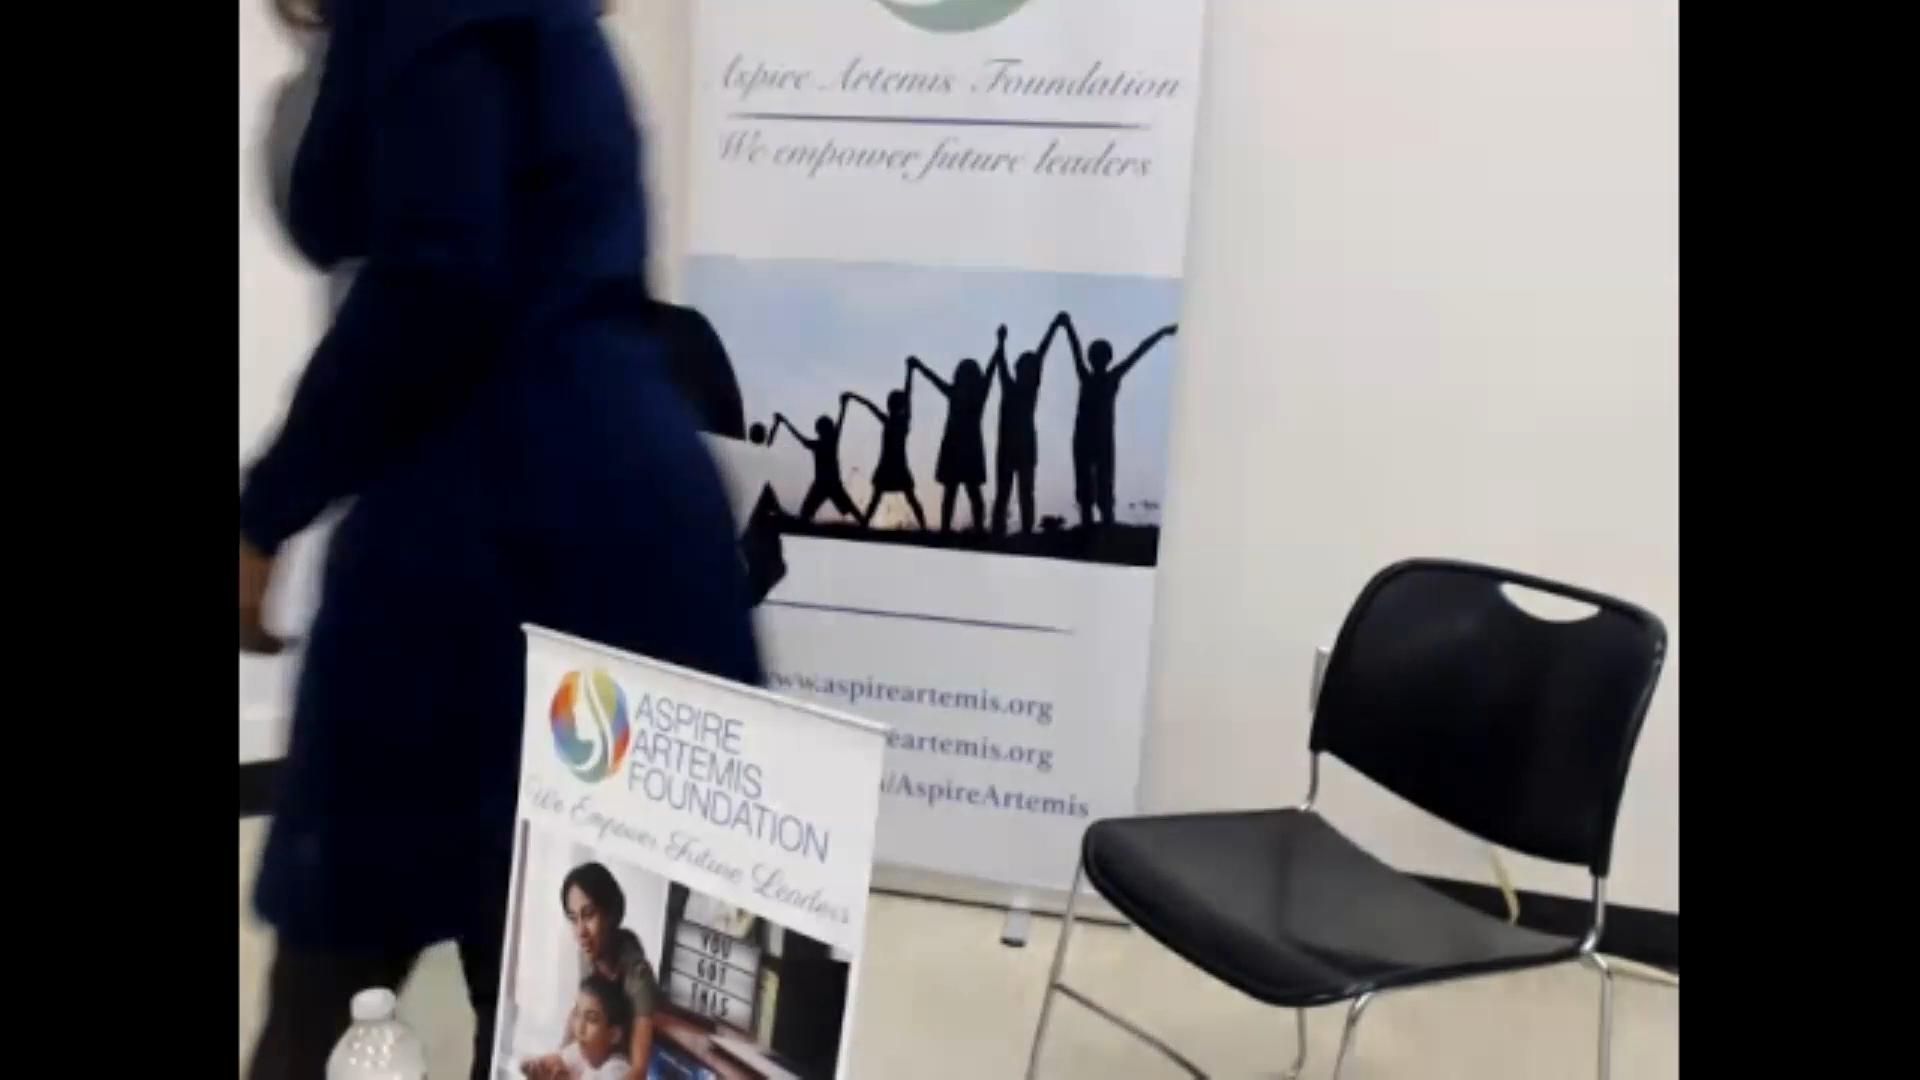 Aspire Artemis Foundation
We empower future leaders
www.aspireartemis.org
eartemis.org
/AspireArtemis
ASPIRE
ARTEMIS
FOUNDATION
We Empower Future Leaders
YOU
GOT
THIS